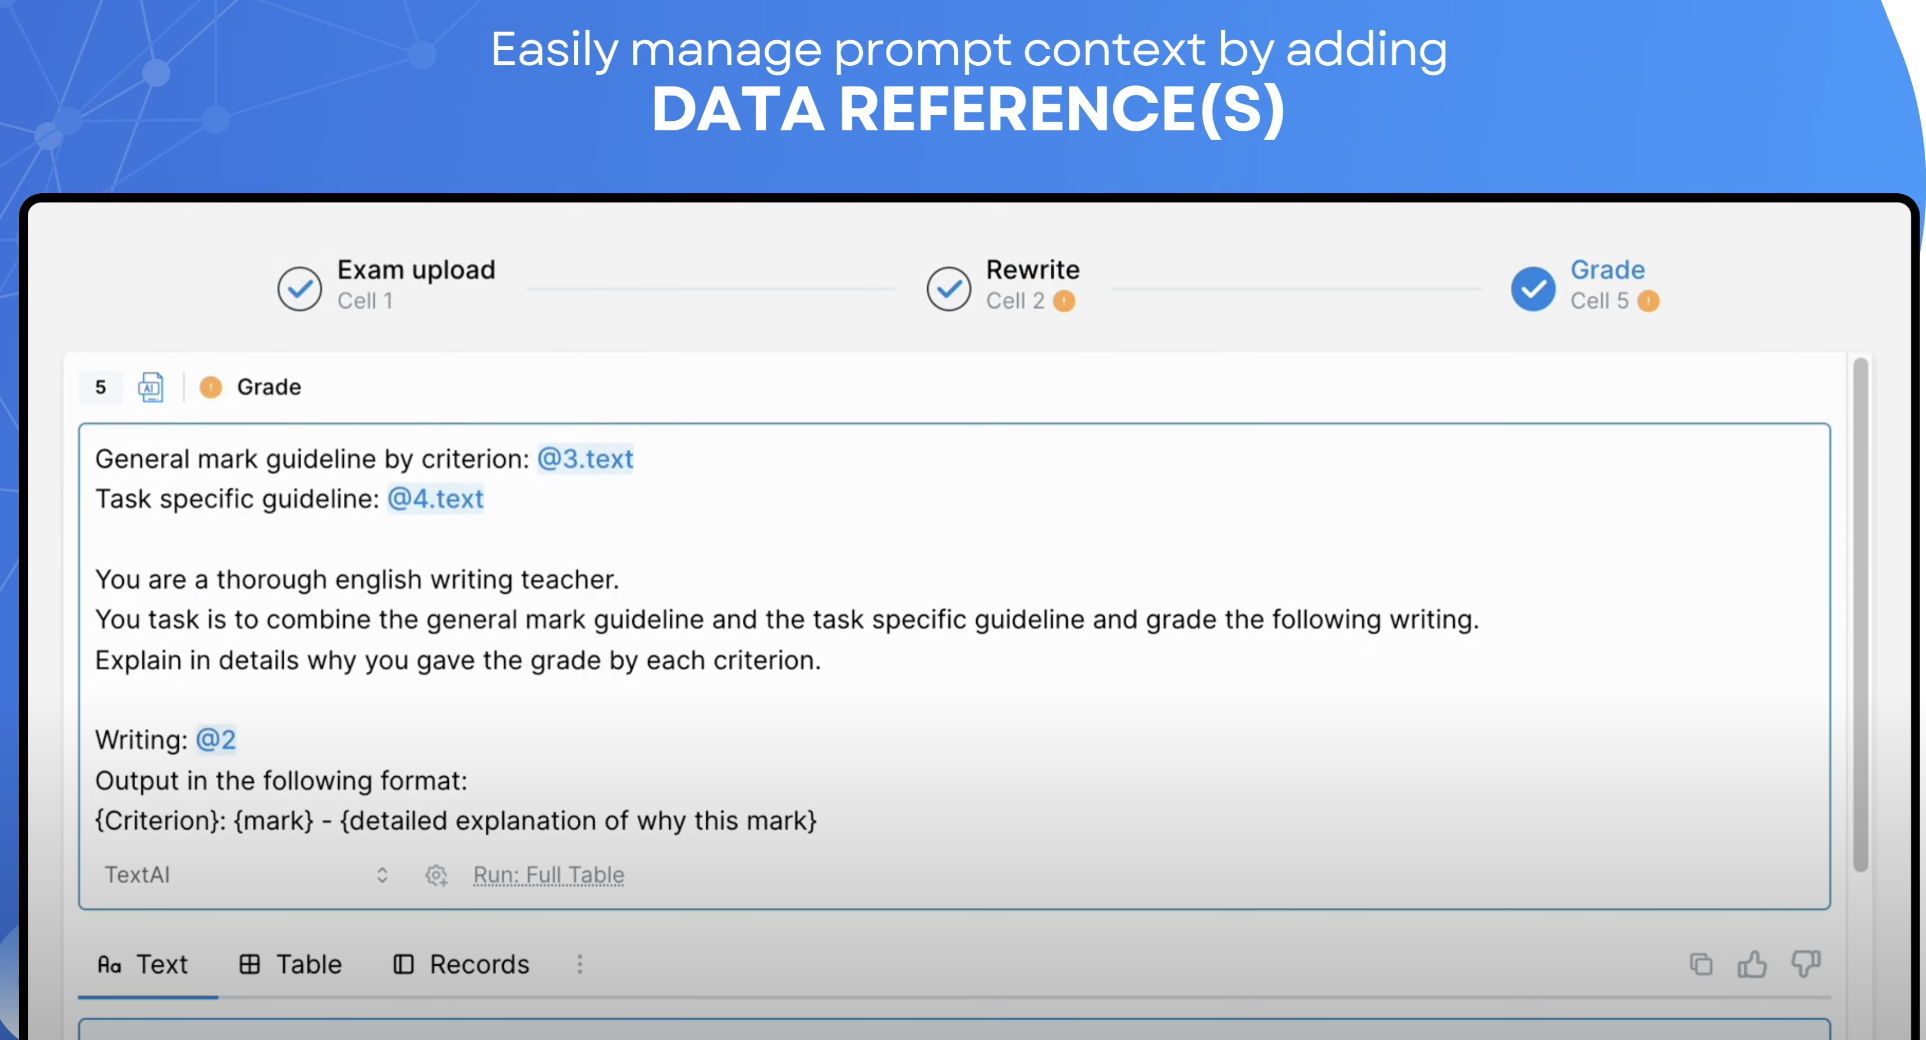 Easily manage prompt context by adding
DATA REFERENCE(S)
Exam upload
Cell 1
Rewrite
Cell 2
Grade
Cell 5
5 AI Grade
General mark guideline by criterion: @3.text
Task specific guideline: @4.text
You are a thorough english writing teacher.
You task is to combine the general mark guideline and the task specific guideline and grade the following writing.
Explain in details why you gave the grade by each criterion.
Writing: @2
Output in the following format:
{Criterion}: {mark} - {detailed explanation of why this mark}
TextAI Run: Full Table
Aa Text Table Records